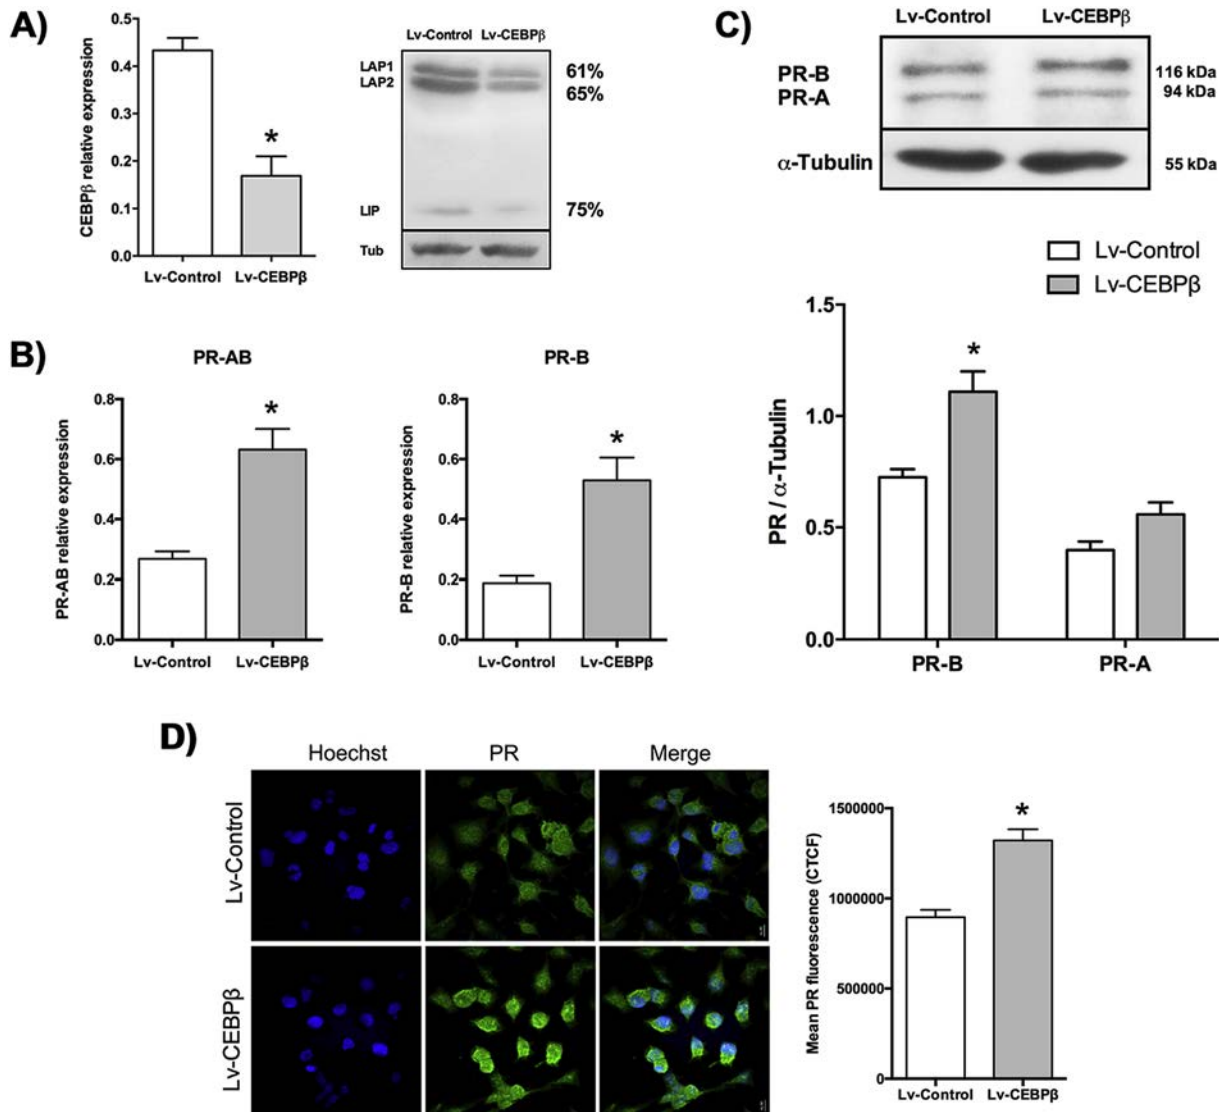 A)
0.5
0.4
0.3
0.2
0.1
0.0
CEBPβ relative expression
*
Lv-Control
Lv-CEBPβ
Lv-Control Lv-CEBPβ
LAP1
LAP2
LIP
Tub
61%
65%
75%
B)
PR-AB
0.8
0.6
0.4
0.2
0.0
PR-AB relative expression
*
Lv-Control
Lv-CEBPβ
PR-B
0.8
0.6
0.4
0.2
0.0
PR-B relative expression
*
Lv-Control
Lv-CEBPβ
C)
Lv-Control
Lv-CEBPβ
PR-B
PR-A
α-Tubulin
116 kDa
94 kDa
55 kDa
Lv-Control
Lv-CEBPβ
1.5
1.0
0.5
0.0
PR / α-Tubulin
*
PR-B
PR-A
D)
Hoechst
PR
Merge
Lv-Control
Lv-CEBPβ
1500000
1000000
500000
0
Mean PR fluorescence (CTCF)
*
Lv-Control
Lv-CEBPβ